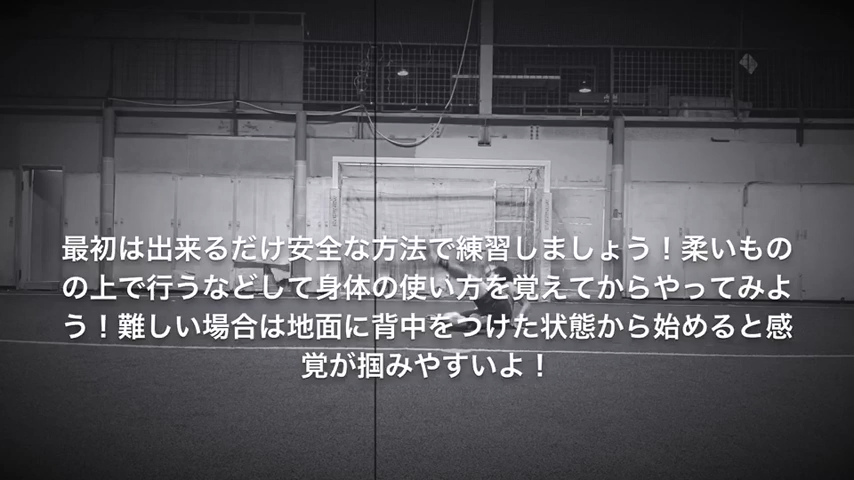 最初は出来るだけ安全な方法で練習しましょう！柔いもの
の上で行うなどして身体の使い方を覚えてからやってみよ
う！難しい場合は地面に背中をつけた状態から始めると感
覚が掴みやすいよ！